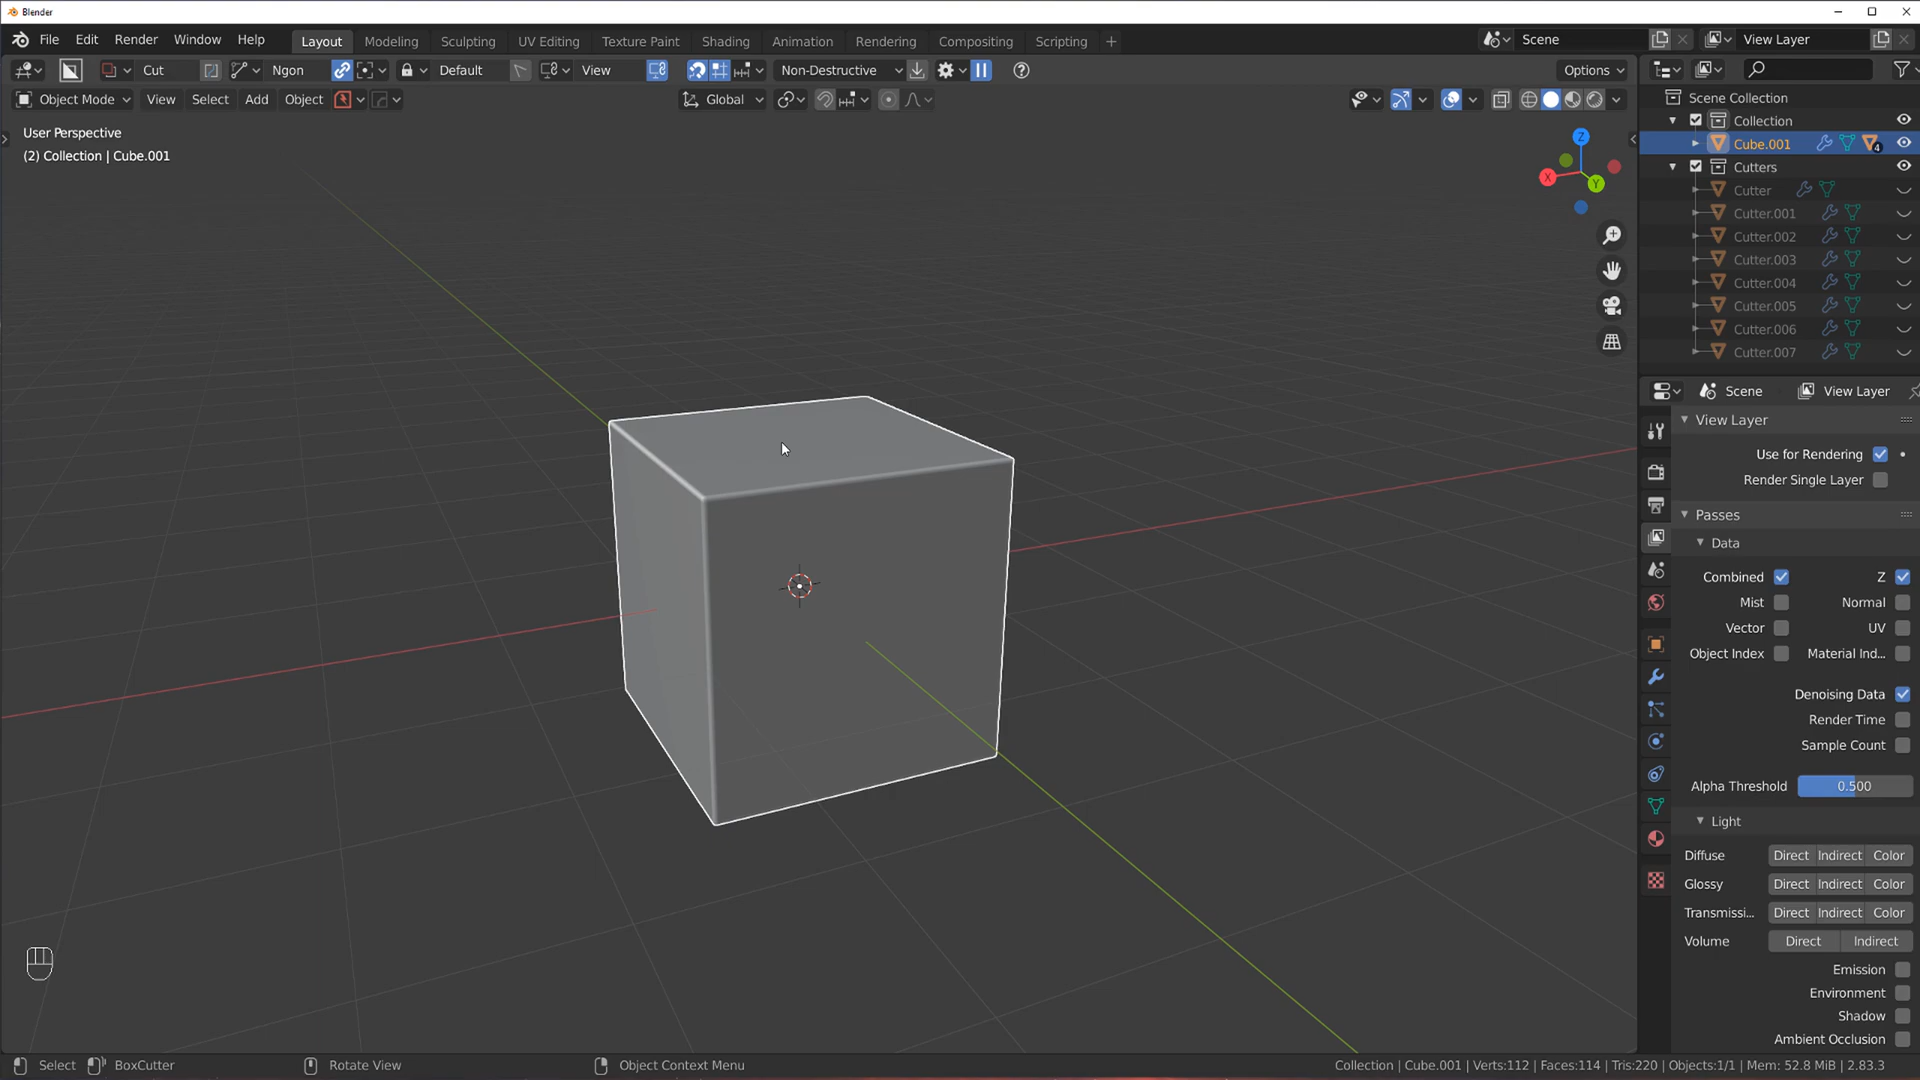 Blender
File Edit Render Window Help Layout Modeling Sculpting UV Editing Texture Paint Shading Animation Rendering Compositing Scripting + Scene View Layer
Cut Ngon Default View Non-Destructive Options
Object Mode View Select Add Object Global
User Perspective
(2) Collection | Cube.001
Z
X
Y
Scene Collection
Collection
Cube.001 4
Cutters
Cutter
Cutter.001
Cutter.002
Cutter.003
Cutter.004
Cutter.005
Cutter.006
Cutter.007
Scene View Layer
View Layer
Use for Rendering
Render Single Layer
Passes
Data
Combined Z
Mist Normal
Vector UV
Object Index Material Ind...
Denoising Data
Render Time
Sample Count
Alpha Threshold 0.500
Light
Diffuse Direct Indirect Color
Glossy Direct Indirect Color
Transmissi... Direct Indirect Color
Volume Direct Indirect
Emission
Environment
Shadow
Ambient Occlusion
Select BoxCutter Rotate View Object Context Menu Collection | Cube.001 | Verts:112 | Faces:114 | Tris:220 | Objects:1/1 | Mem: 52.8 MiB | 2.83.3